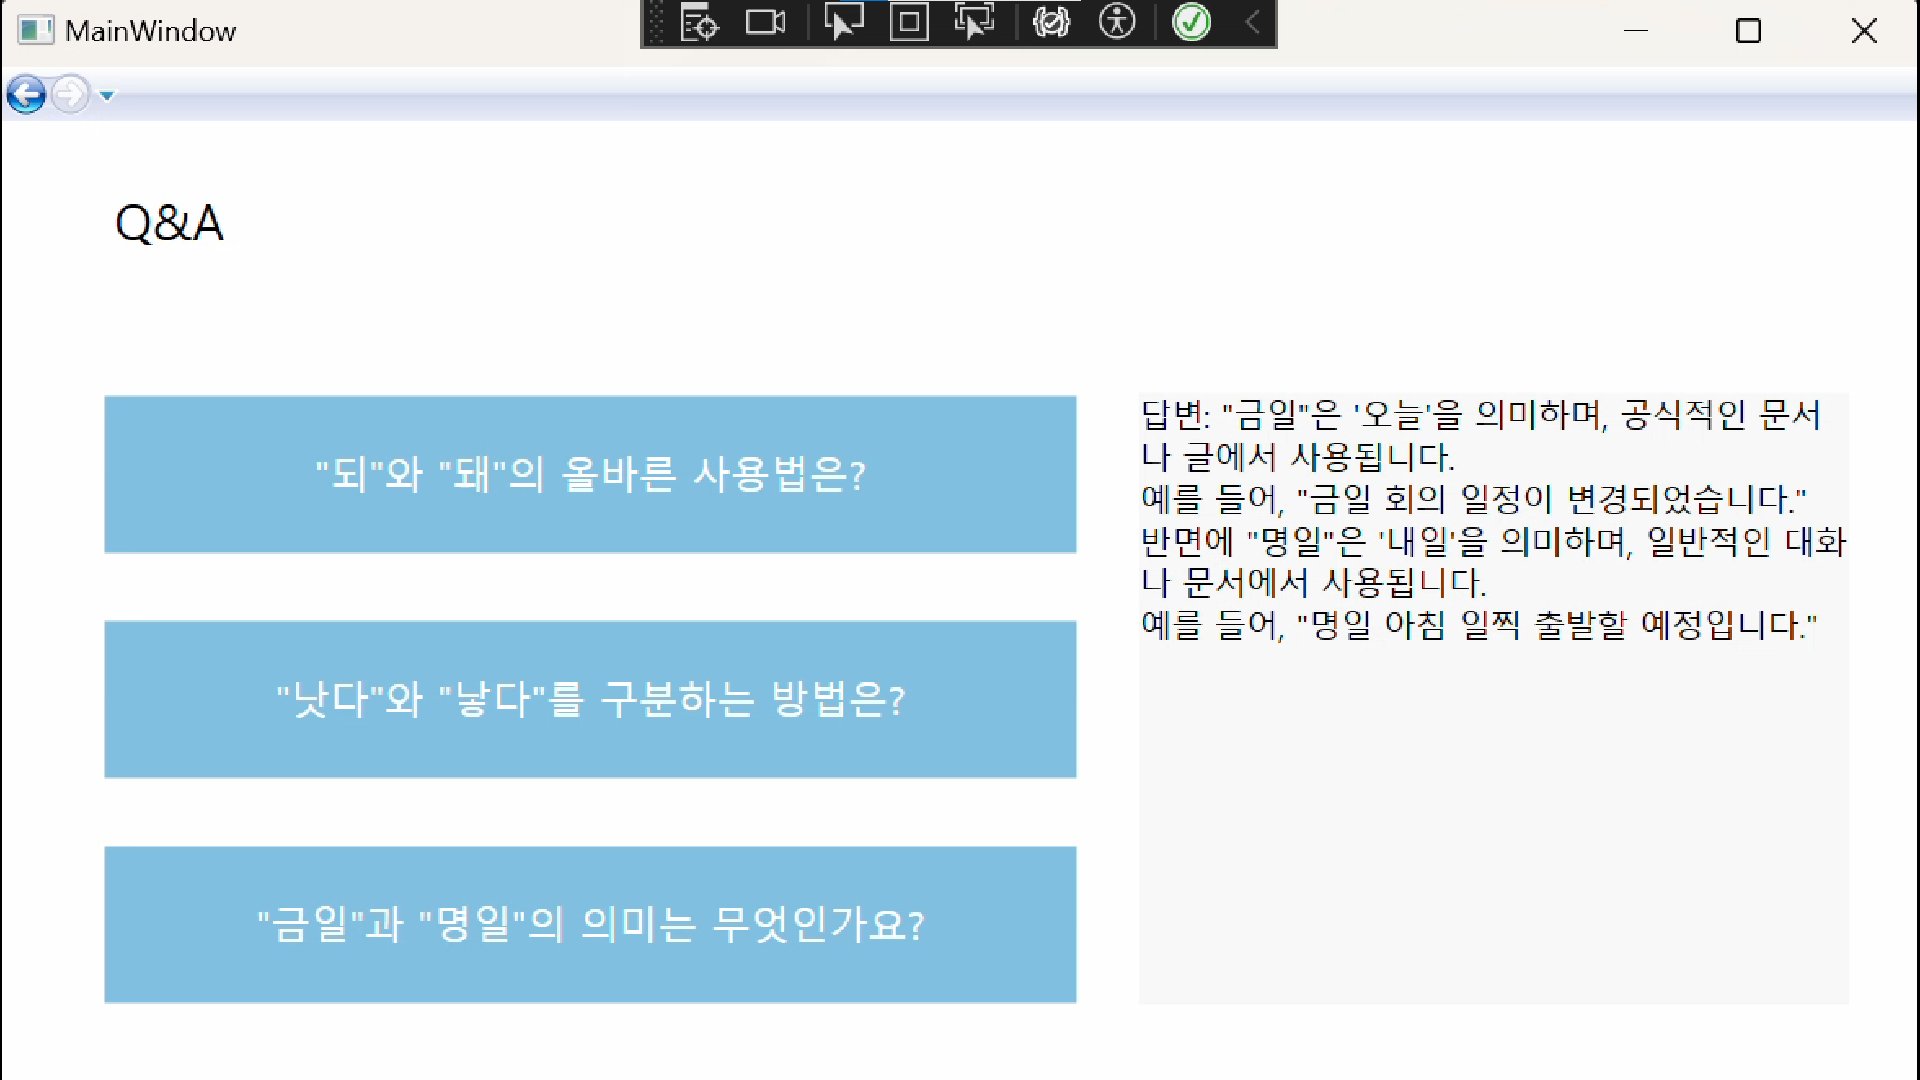 MainWindow
Q&A
"되"와 "돼"의 올바른 사용법은?
"낫다"와 "낳다"를 구분하는 방법은?
"금일"과 "명일"의 의미는 무엇인가요?
답변: "금일"은 '오늘'을 의미하며, 공식적인 문서
나 글에서 사용됩니다.
예를 들어, "금일 회의 일정이 변경되었습니다."
반면에 "명일"은 '내일'을 의미하며, 일반적인 대화
나 문서에서 사용됩니다.
예를 들어, "명일 아침 일찍 출발할 예정입니다."